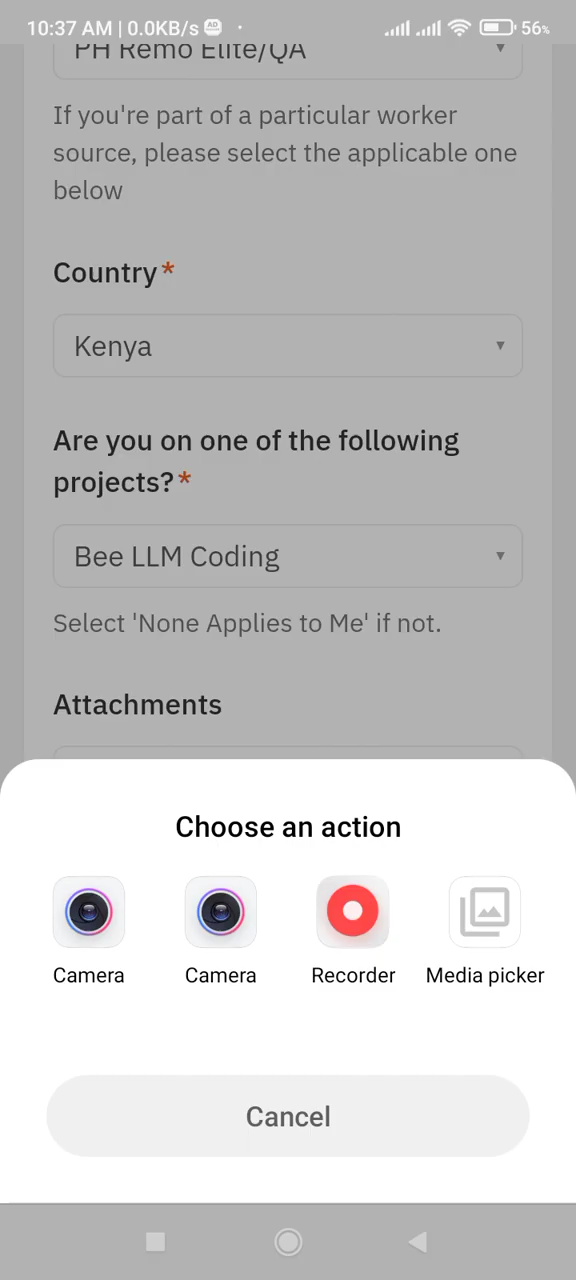 10:37 AM | 0.0KB/s
56%
PH Remo Elite/QA
If you're part of a particular worker
source, please select the applicable one
below
Country*
Kenya
Are you on one of the following
projects?*
Bee LLM Coding
Select 'None Applies to Me' if not.
Attachments
Choose an action
Camera
Camera
Recorder
Media picker
Cancel